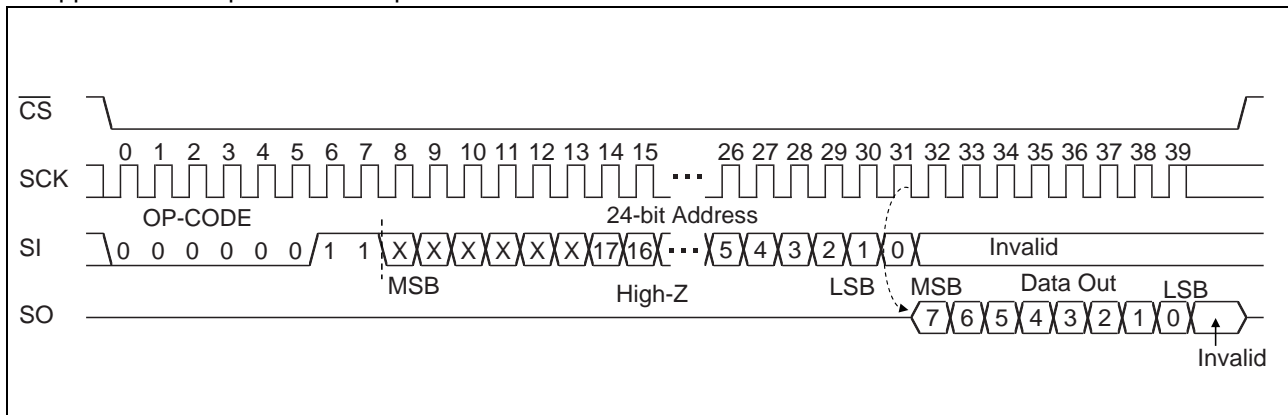 CS
0 1 2 3 4 5 6 7 8 9 10 11 12 13 14 15 ... 26 27 28 29 30 31 32 33 34 35 36 37 38 39
SCK
OP-CODE 24-bit Address
SI 0 0 0 0 0 0 1 1 X X X X X X 17 16 ... 5 4 3 2 1 0 Invalid
MSB High-Z LSB MSB Data Out LSB
SO 7 6 5 4 3 2 1 0
Invalid